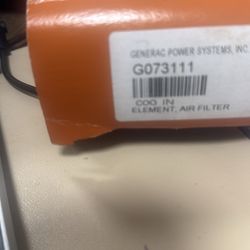 GENERAC POWER SYSTEMS, INC
G073111
COO IN
ELEMENT, AIR FILTER